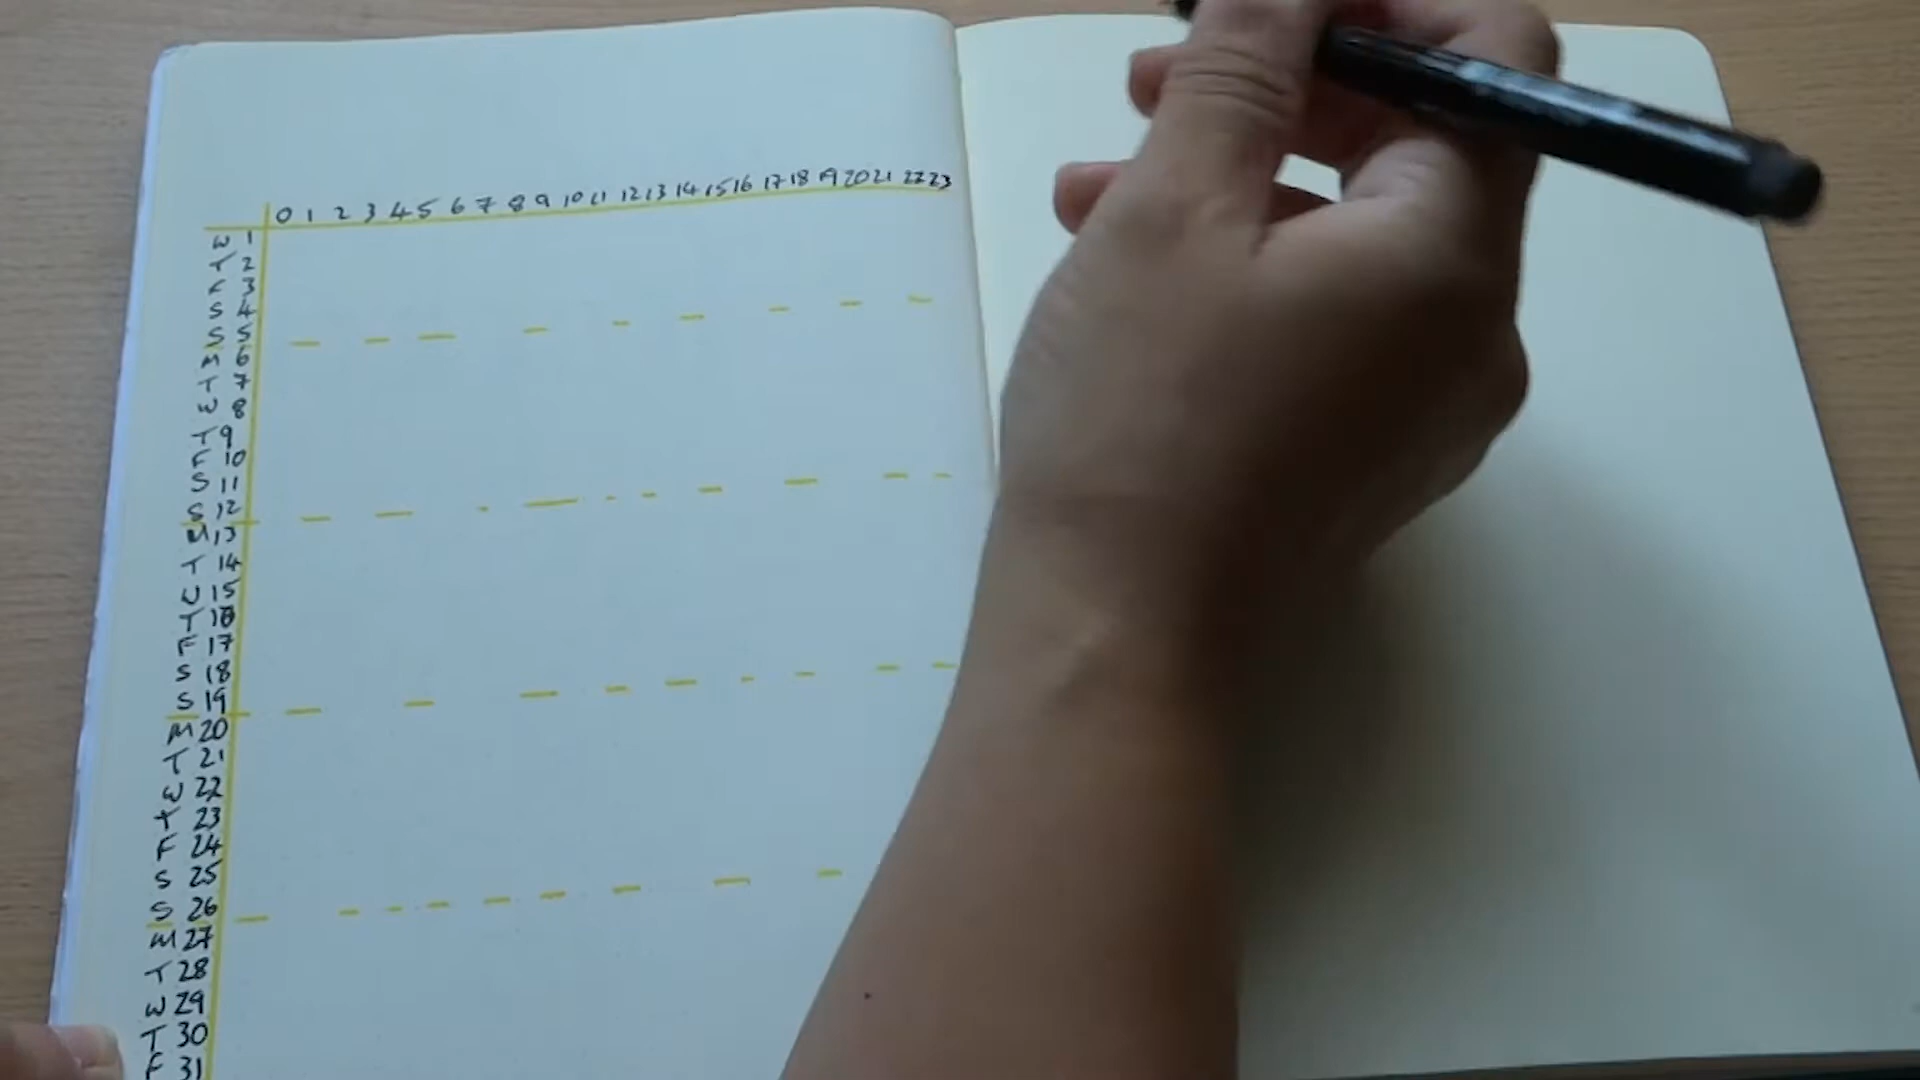 0 1 2 3 4 5 6 7 8 9 10 11 12 13 14 15 16 17 18 19 20 21 22 23
W 1
T 2
F 3
S 4
S 5
M 6
T 7
W 8
T 9
F 10
S 11
S 12
M 13
T 14
W 15
T 16
F 17
S 18
S 19
M 20
T 21
W 22
T 23
F 24
S 25
S 26
M 27
T 28
W 29
T 30
F 31